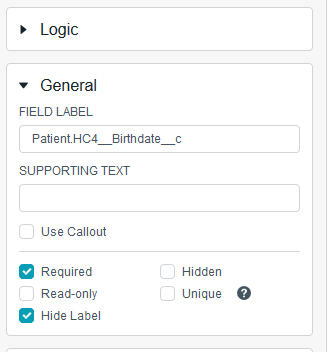 Logic
General
FIELD LABEL
Patient.HC4__Birthdate__c
SUPPORTING TEXT
Use Callout
Required Hidden
Read-only Unique ?
Hide Label